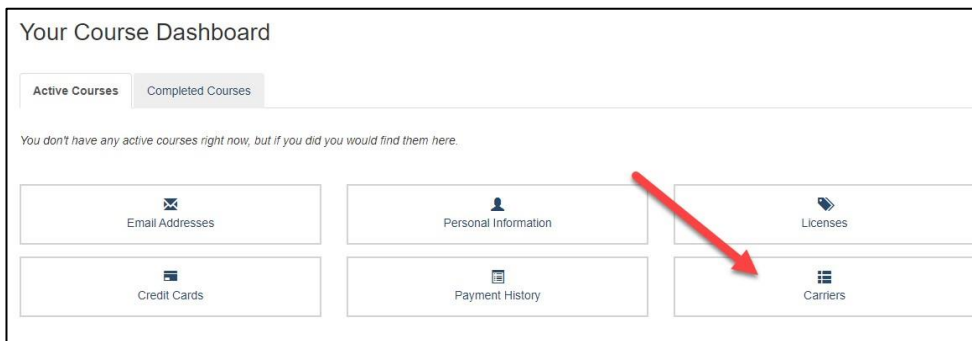 Your Course Dashboard
Active Courses Completed Courses
You don't have any active courses right now, but if you did you would find them here.
Email Addresses Personal Information Licenses
Credit Cards Payment History Carriers